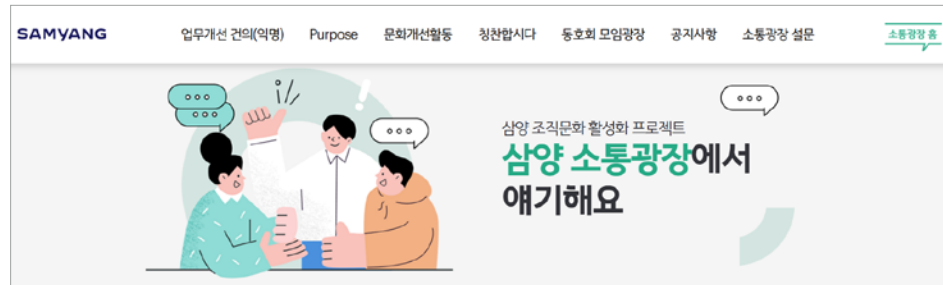 SAMYANG
업무개선 건의(익명) Purpose 문화개선활동 칭찬합시다 동호회 모임광장 공지사항 소통광장 설문
소통광장 홈
삼양 조직문화 활성화 프로젝트
삼양 소통광장에서
얘기해요